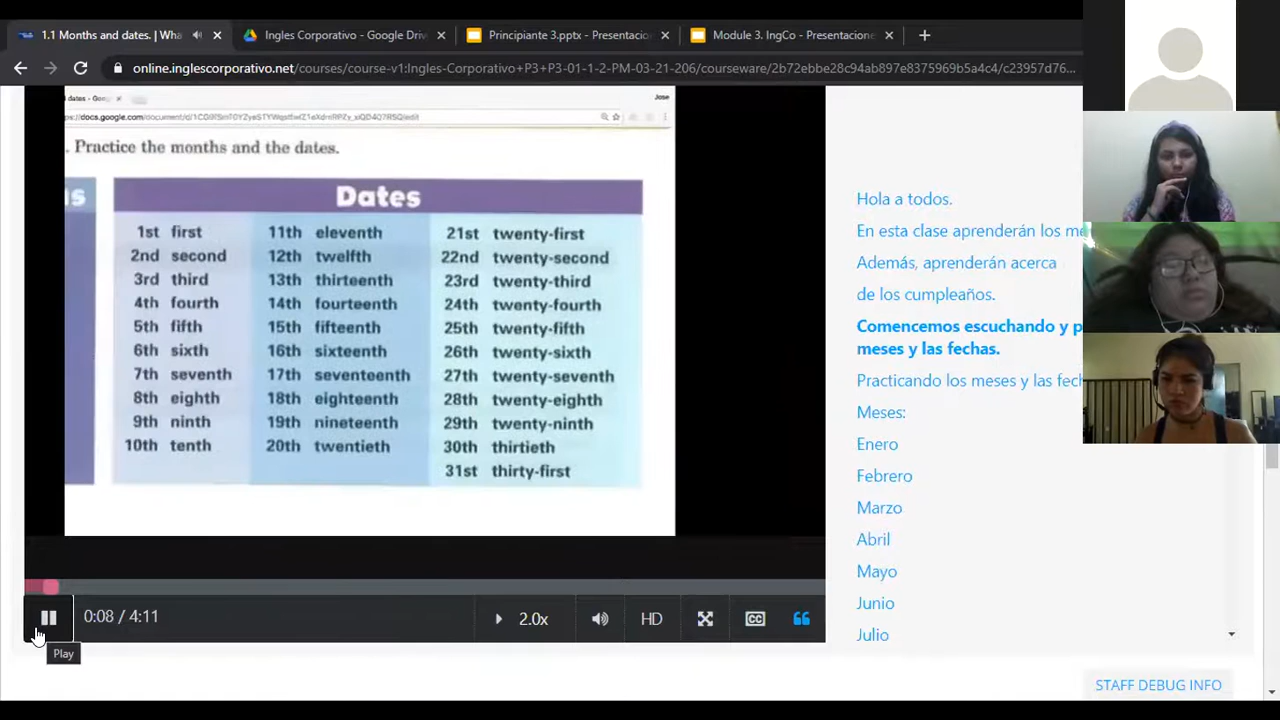 1.1 Months and dates. | Wha
Ingles Corporativo - Google Driv
Principiante 3.pptx - Presentacio
Module 3. IngCo - Presentacione
online.inglescorporativo.net/courses/course-v1:Ingles-Corporativo+P3+P3-01-1-2-PM-03-21-206/courseware/2b72ebbe28c94ab897e8375969b5a4c4/c23957d76...
Jose
. Practice the months and the dates.
Dates
1st first
2nd second
3rd third
4th fourth
5th fifth
6th sixth
7th seventh
8th eighth
9th ninth
10th tenth
11th eleventh
12th twelfth
13th thirteenth
14th fourteenth
15th fifteenth
16th sixteenth
17th seventeenth
18th eighteenth
19th nineteenth
20th twentieth
21st twenty-first
22nd twenty-second
23rd twenty-third
24th twenty-fourth
25th twenty-fifth
26th twenty-sixth
27th twenty-seventh
28th twenty-eighth
29th twenty-ninth
30th thirtieth
31st thirty-first
0:08 / 4:11
2.0x
HD
CC
Play
Hola a todos.
En esta clase aprenderán los me
Además, aprenderán acerca
de los cumpleaños.
Comencemos escuchando y p
meses y las fechas.
Practicando los meses y las fech
Meses:
Enero
Febrero
Marzo
Abril
Mayo
Junio
Julio
STAFF DEBUG INFO